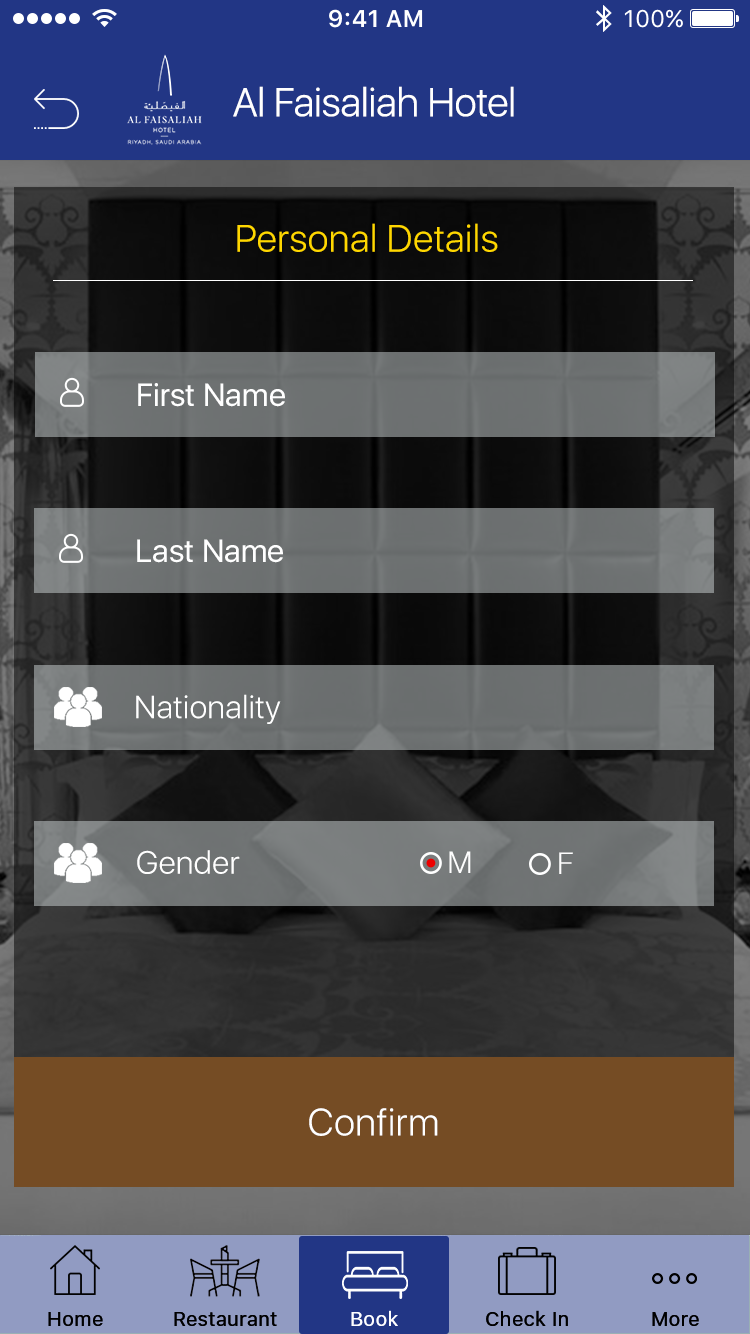 9:41 AM
100%
الفيصلية
AL FAISALIAH
HOTEL
RIYADH, SAUDI ARABIA
Al Faisaliah Hotel
Personal Details
First Name
Last Name
Nationality
Gender M F
Confirm
Home Restaurant Book Check In More